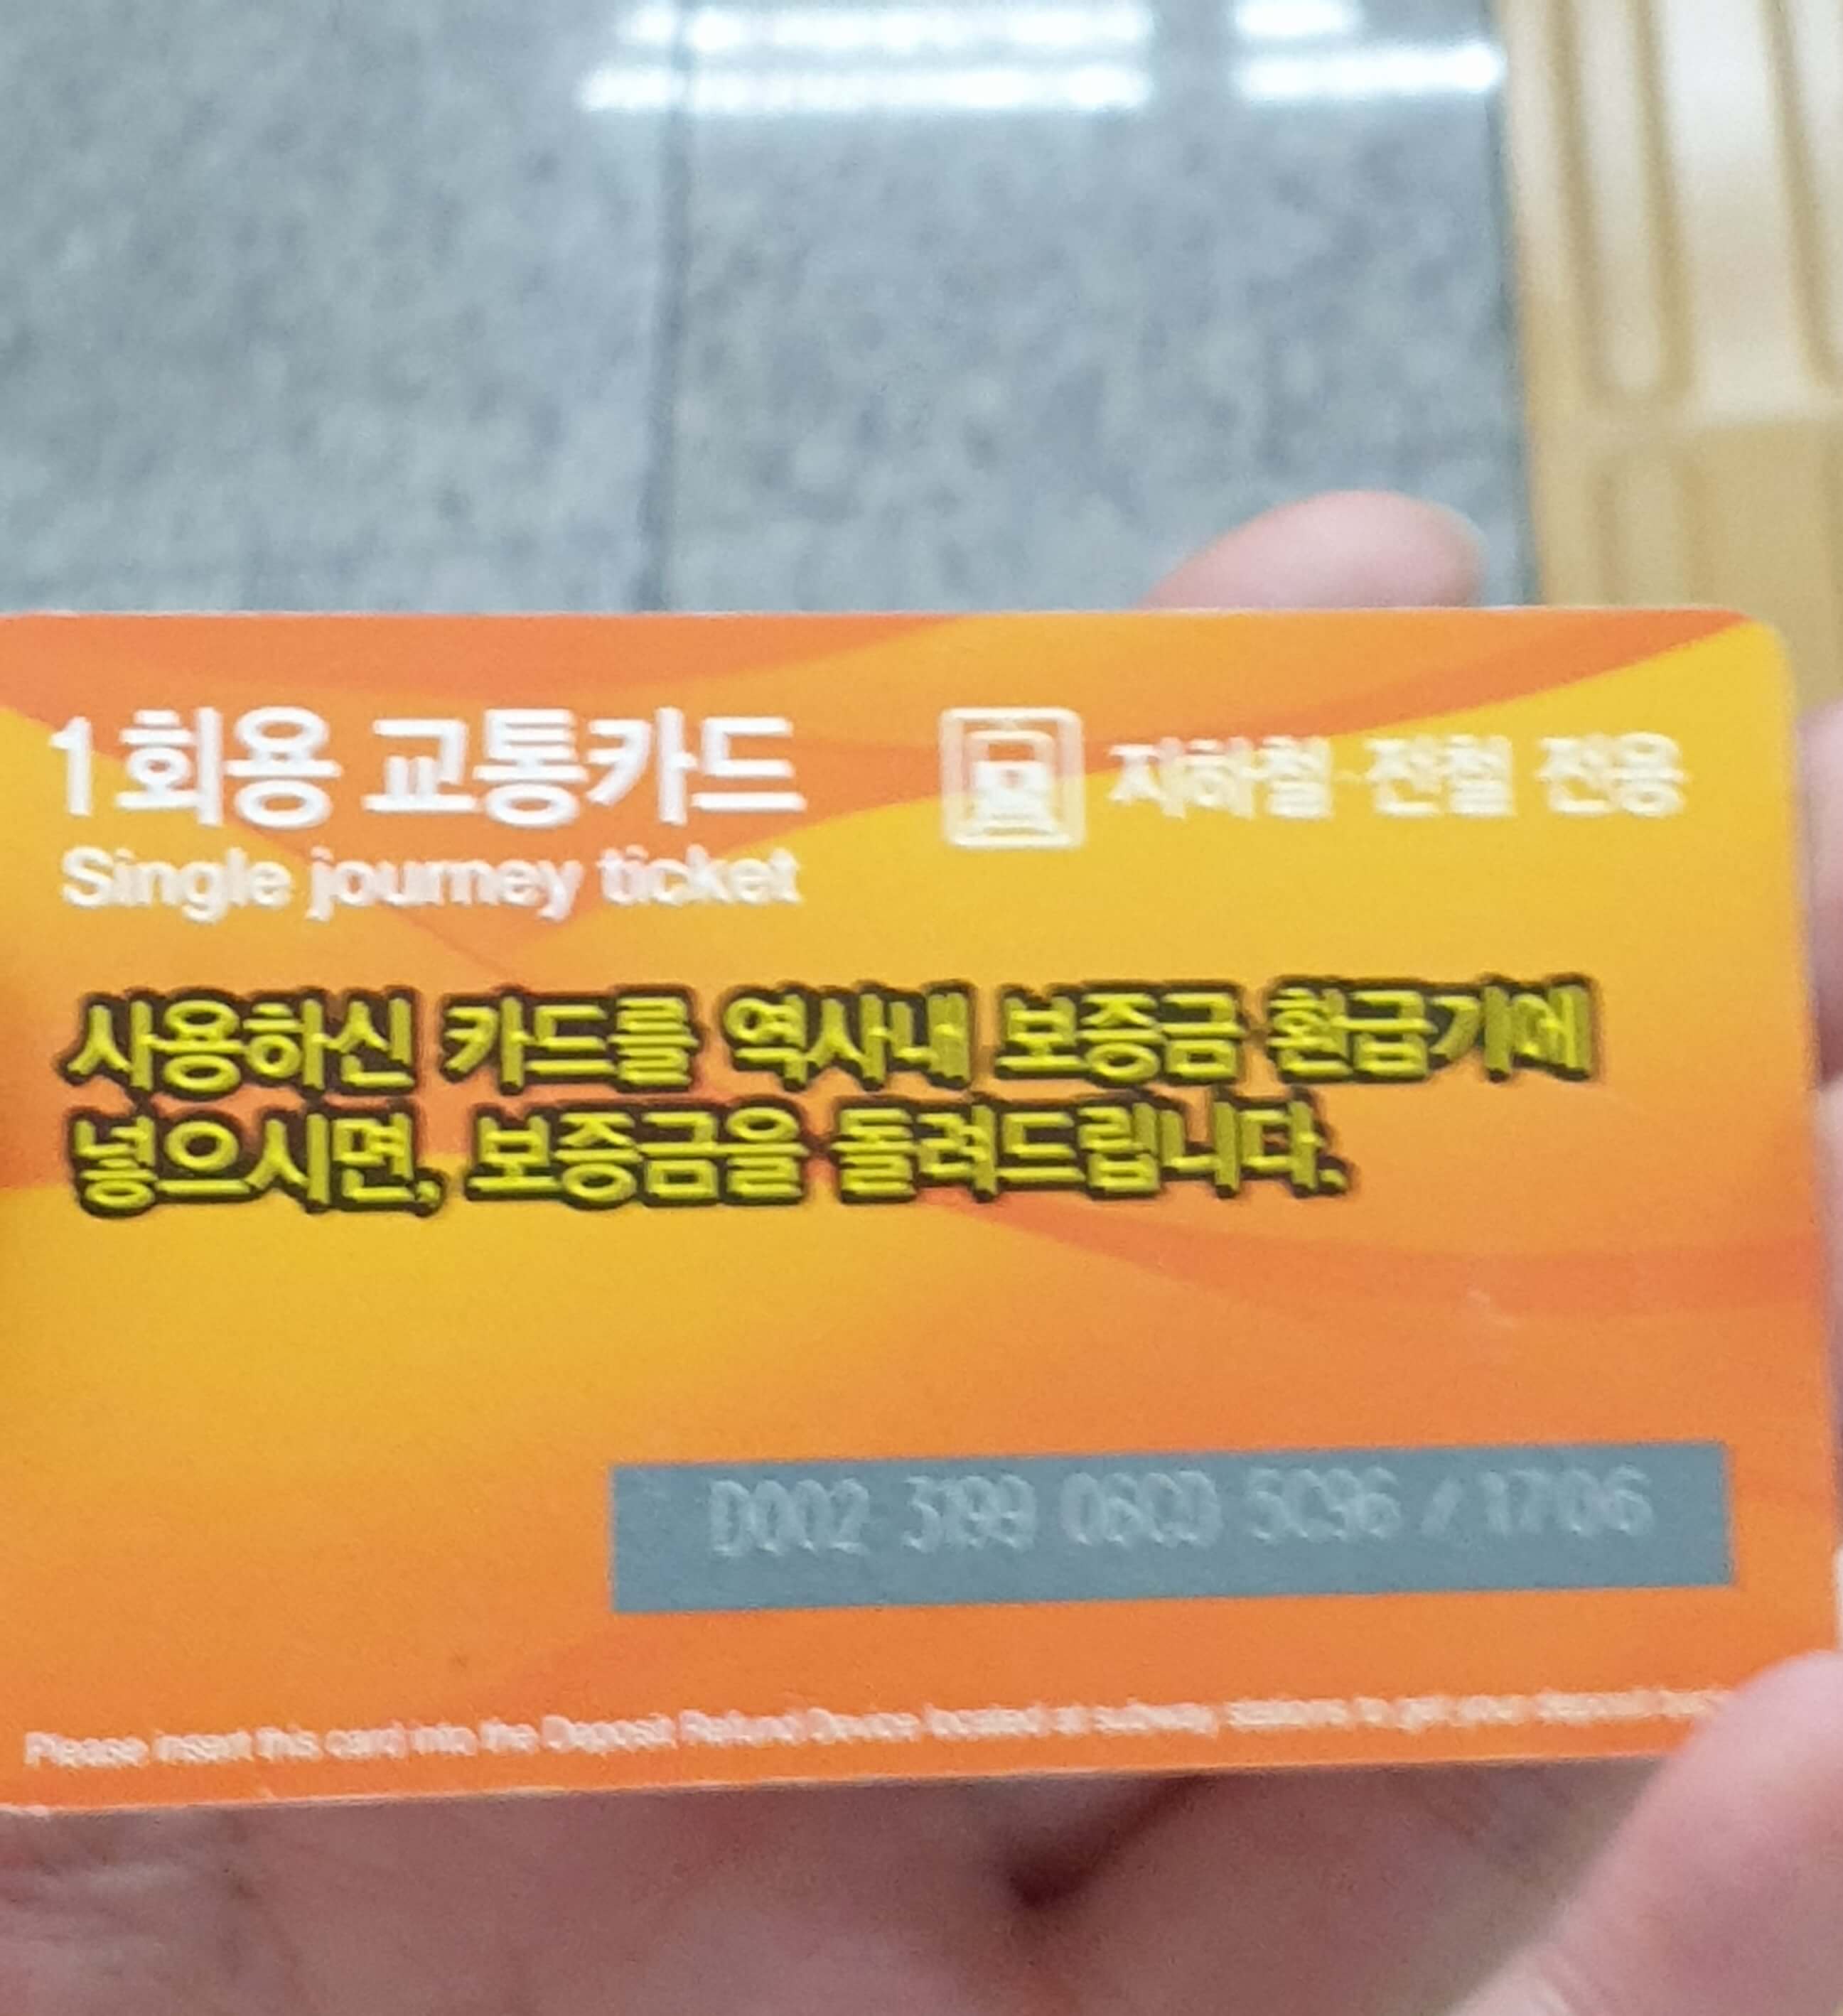 1회용 교통카드
지하철 전철 전용
Single journey ticket
사용하신 카드를 역사내 보증금 환급기에
넣으시면, 보증금을 돌려드립니다.
D002 3199 5096 / 1706
Please insert this card into the Deposit Refund Device located at subway stations to get your deposit